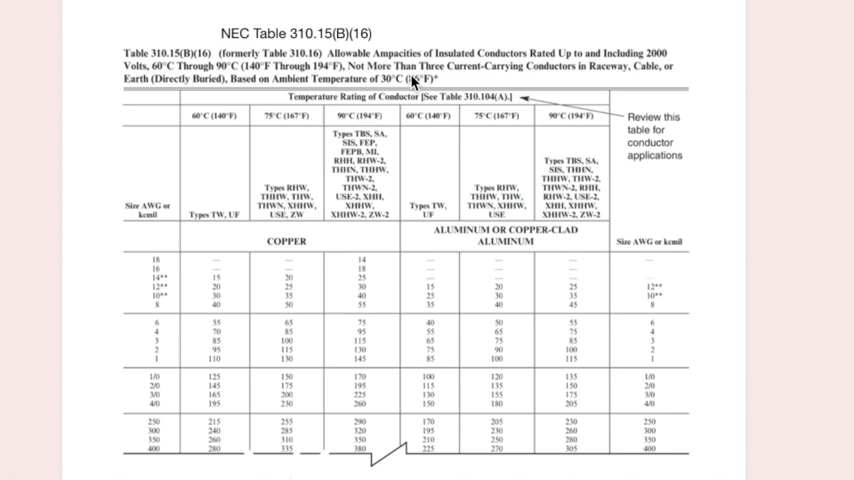 NEC Table 310.15(B)(16)
Table 310.15(B)(16) (formerly Table 310.16) Allowable Ampacities of Insulated Conductors Rated Up to and Including 2000
Volts, 60°C Through 90°C (140°F Through 194°F), Not More Than Three Current-Carrying Conductors in Raceway, Cable, or
Earth (Directly Buried), Based on Ambient Temperature of 30°C
Temperature Rating of Conductor [See Table 310.104(A).]
60°C (140°F) 75°C (167°F) 90°C (194°F) 60°C (140°F) 75°C (167°F) 90°C (194°F)
Review this
table for
conductor
applications
Size AWG or
kcmil
Types TW, UF
Types RHW,
THHW, THW,
THWN, XHHW,
USE, ZW
Types TBS, SA,
SIS, FEP,
FEPB, MI,
RHH, RHW-2,
THHN, THHW,
THW-2,
THWN-2,
USE-2, XHH,
XHHW,
XHHW-2, ZW-2
Types TW,
UF
Types RHW,
THHW, THW,
THWN, XHHW,
USE
Types TBS, SA,
SIS, THHN,
THHW, THW-2,
THWN-2, RHH,
RHW-2, USE-2,
XHH, XHHW,
XHHW-2, ZW-2
Size AWG or kcmil
COPPER
ALUMINUM OR COPPER-CLAD
ALUMINUM
18 — — 14 — — — —
16 — — 18 — — — —
14** 15 20 25 — — — —
12** 20 25 30 15 20 25 12**
10** 30 35 40 25 30 35 10**
8 40 50 55 35 40 45 8
6 55 65 75 40 50 55 6
4 70 85 95 55 65 75 4
3 85 100 115 65 75 85 3
2 95 115 130 75 90 100 2
1 110 130 145 85 100 115 1
1/0 125 150 170 100 120 135 1/0
2/0 145 175 195 115 135 150 2/0
3/0 165 200 225 130 155 175 3/0
4/0 195 230 260 150 180 205 4/0
250 215 255 290 170 205 230 250
300 240 285 320 195 230 260 300
350 260 310 350 210 250 280 350
400 280 335 380 225 270 305 400